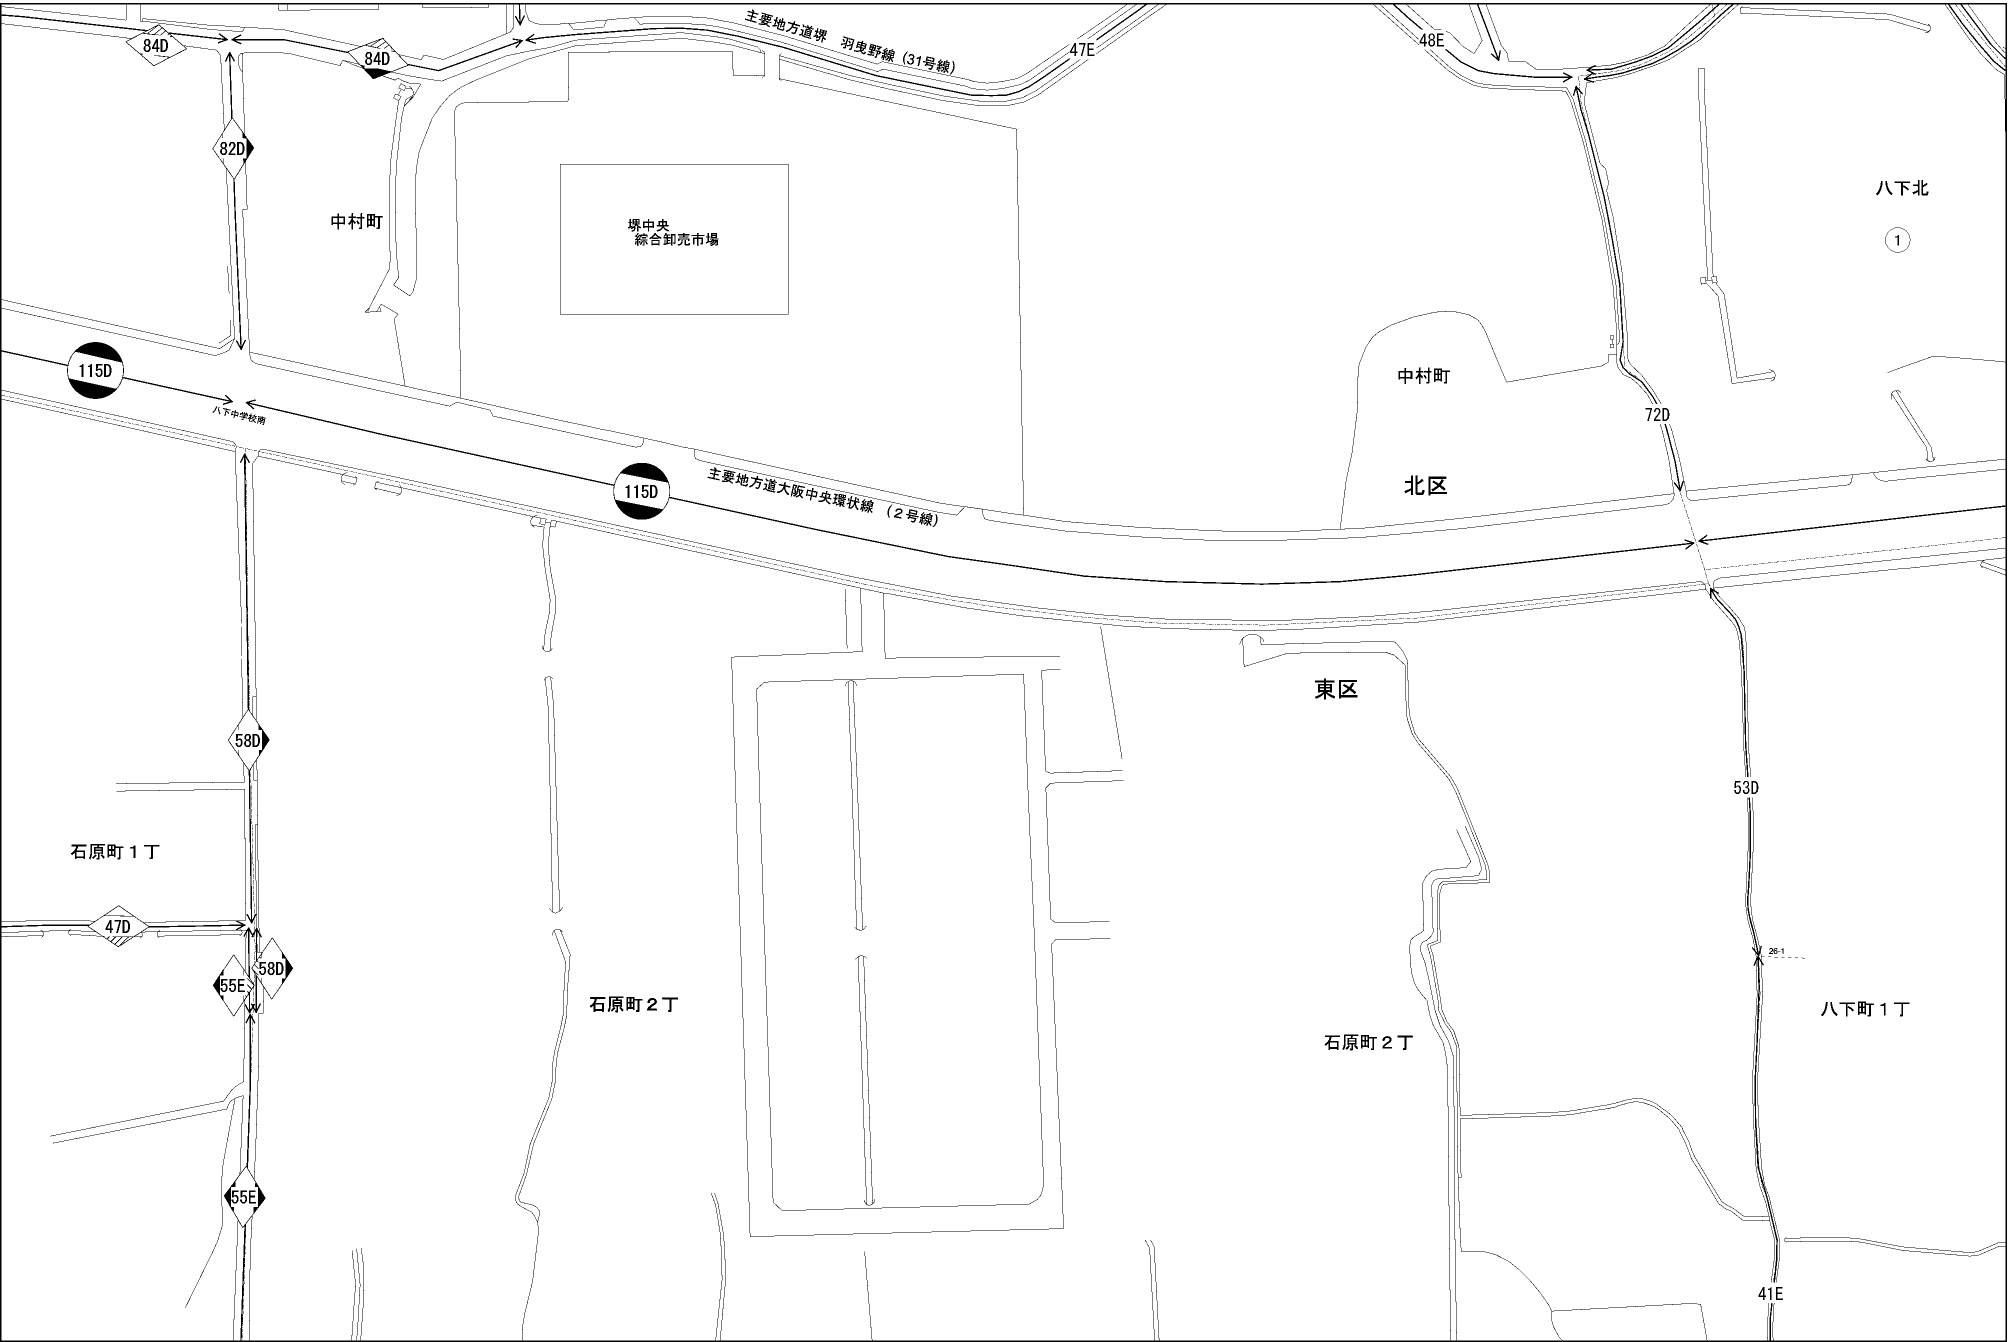 84D
84D
主要地方道堺　羽曳野線（31号線）
47E
48E
82D
中村町
堺中央
綜合卸売市場
八下北
1
115D
八下中学校南
中村町
72D
115D
主要地方道大阪中央環状線　（２号線）
北区
東区
58D
53D
石原町１丁
47D
58D
55E
26-1
石原町２丁
石原町２丁
八下町１丁
55E
41E